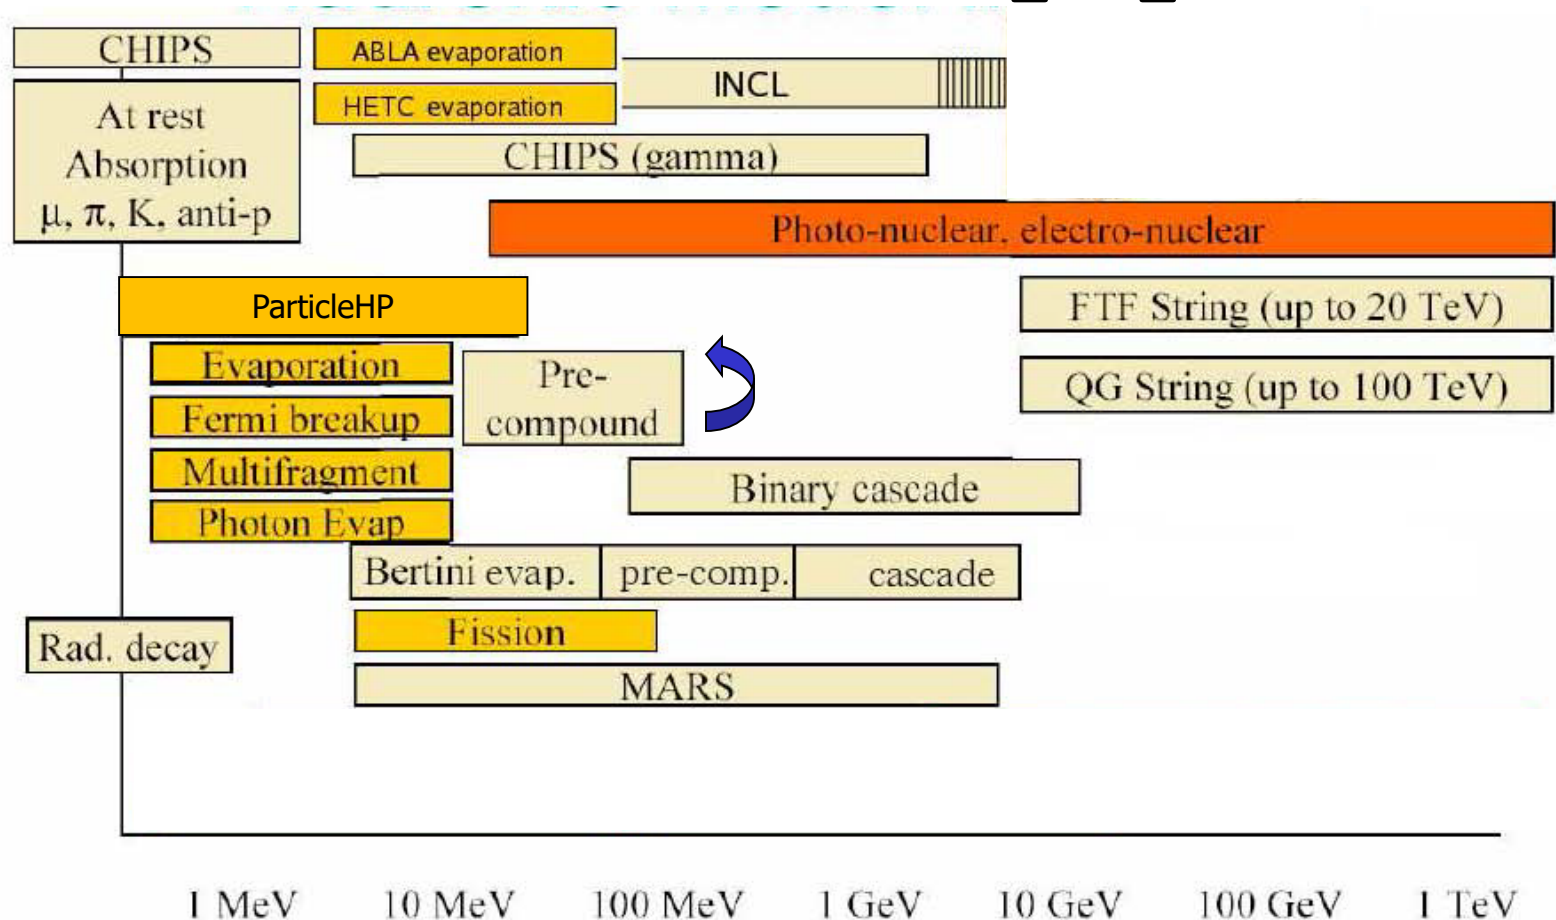 CHIPS
ABLA evaporation
INCL
HETC evaporation
At rest
Absorption
μ, π, K, anti-p
CHIPS (gamma)
Photo-nuclear, electro-nuclear
ParticleHP
FTF String (up to 20 TeV)
Evaporation
Fermi breakup
Multifragment
Photon Evap
Pre-
compound
QG String (up to 100 TeV)
Binary cascade
Bertini evap.
pre-comp.
cascade
Fission
Rad. decay
MARS
1 MeV
10 MeV
100 MeV
1 GeV
10 GeV
100 GeV
1 TeV